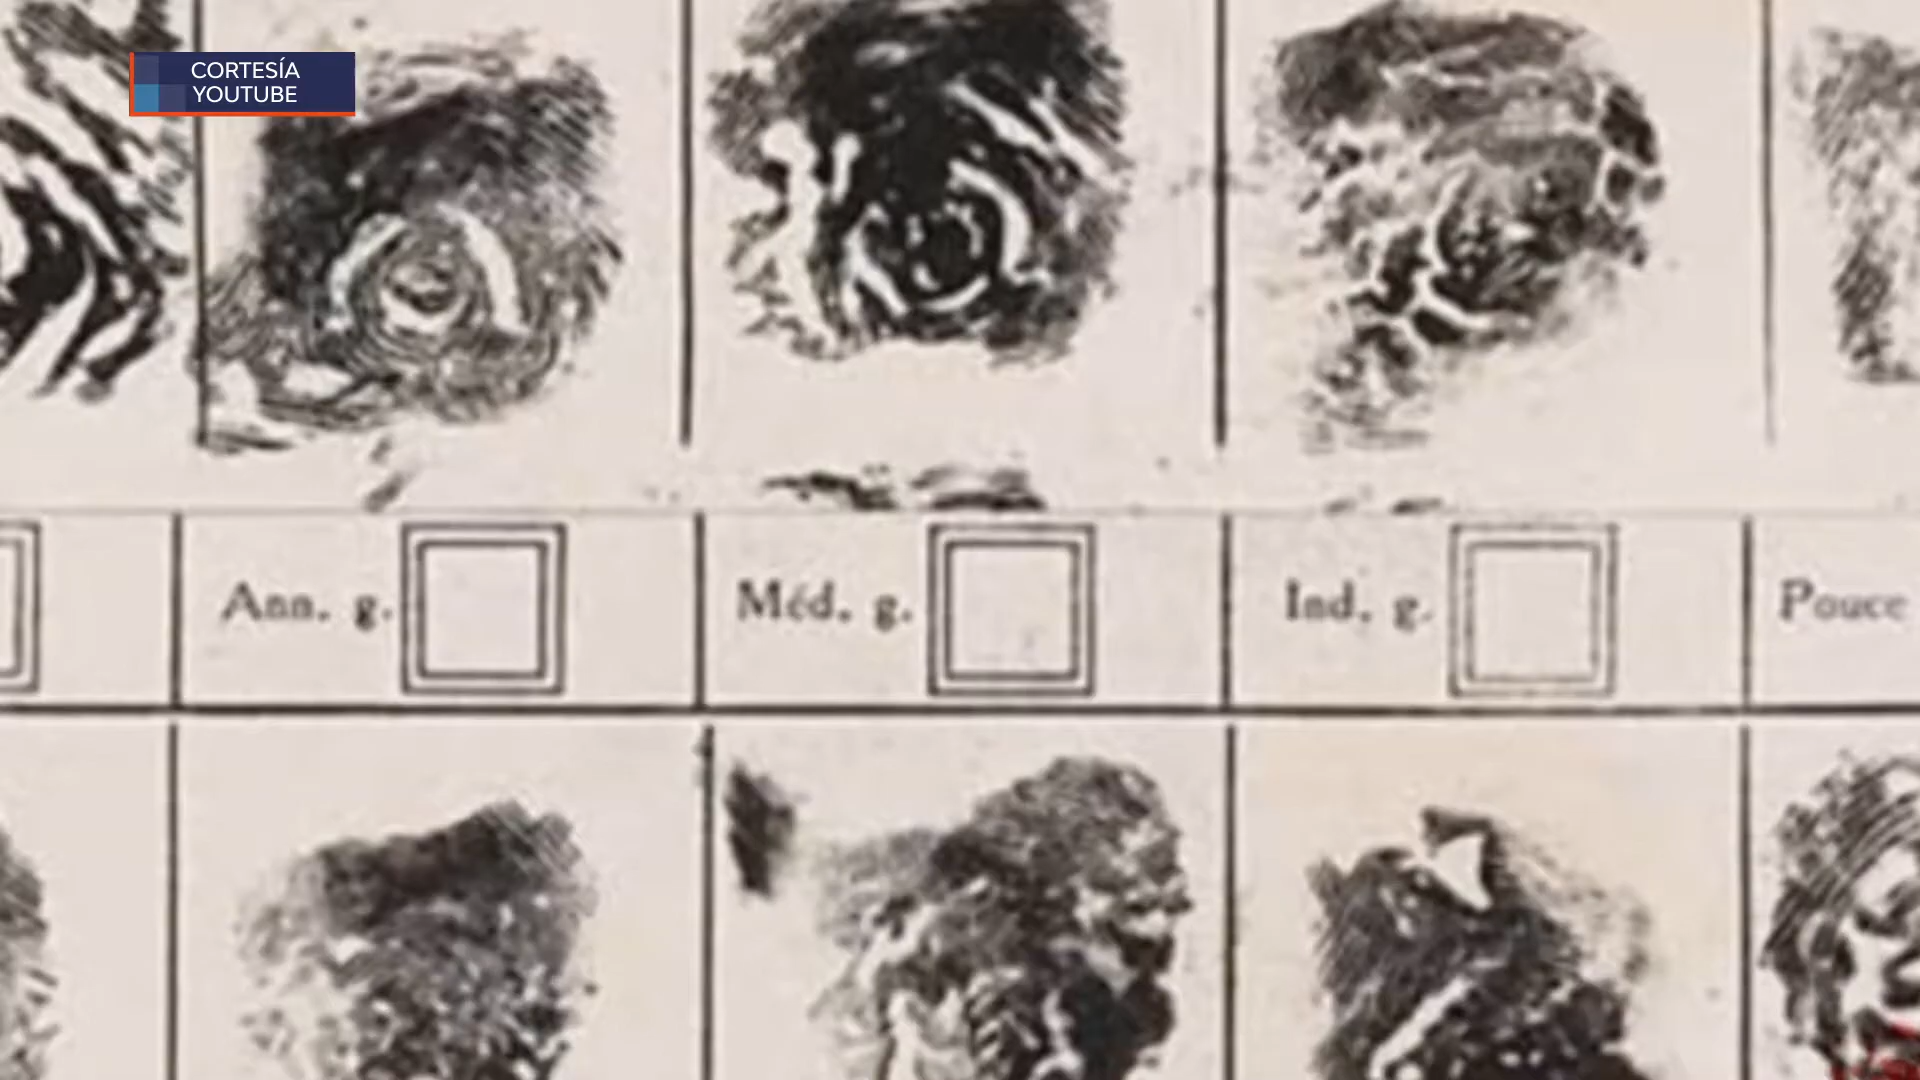 CORTESÍA
YOUTUBE
Ann. g.
Méd. g.
Ind. g.
Pouce